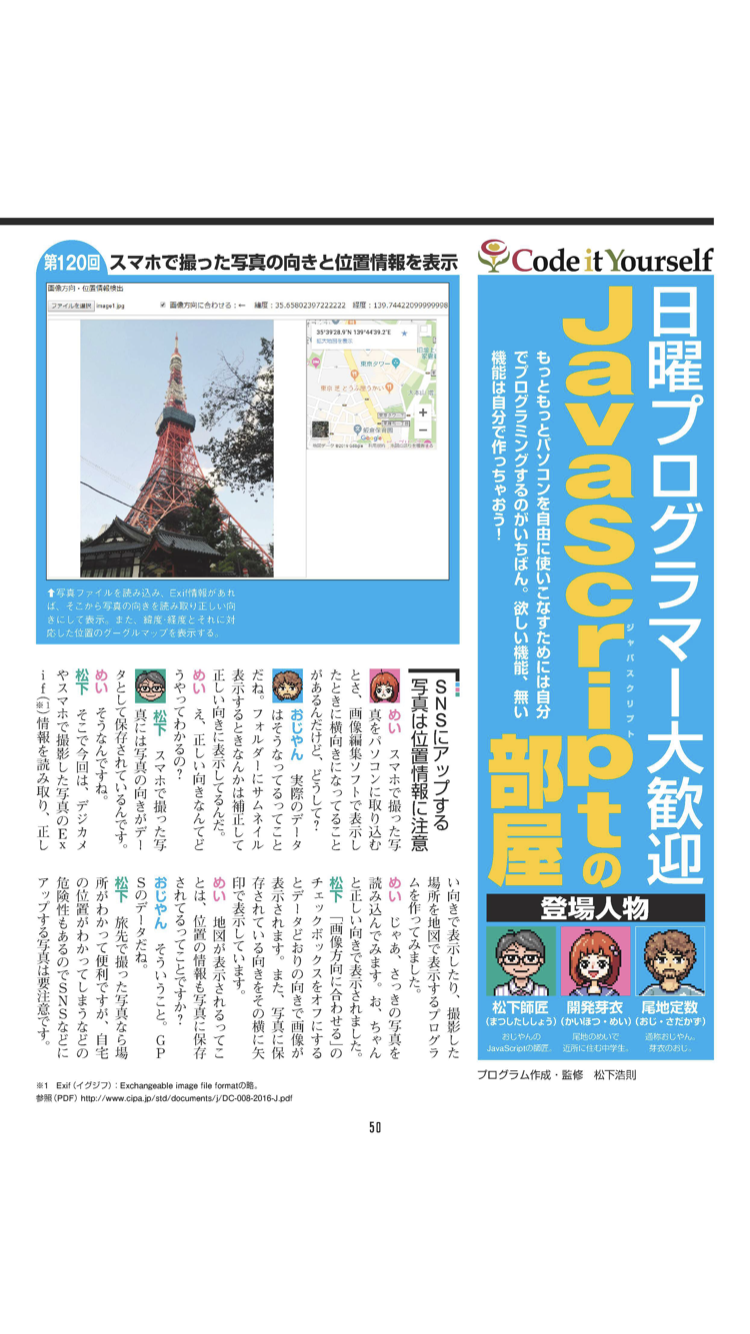 Code it Yourself
日曜プログラマー大歓迎
JavaScriptの
ジャバスクリプト
部屋
もっともっとパソコンを自由に使いこなすためには自分
でプログラミングするのがいちばん。欲しい機能、無い
機能は自分で作っちゃおう！
登場人物
尾地定数
（おじ・さだかず）
通称おじやん。
芽衣のおじ。
開発芽衣
（かいはつ・めい）
尾地のめいで
近所に住む中学生。
松下師匠
（まつしたししょう）
おじやんの
JavaScriptの師匠。
プログラム作成・監修　松下浩則
第120回 スマホで撮った写真の向きと位置情報を表示
画像方向・位置情報検出
ファイルを選択 image1.jpg
画像方向に合わせる：← 緯度：35.65802397222222 経度：139.74422099999998
35°39'28.9"N 139°44'39.2"E
拡大地図を表示
東京タワー
東京 芝 とうふ屋うかい
Google
⬆写真ファイルを読み込み、Exif情報があれ
ば、そこから写真の向きを読み取り正しい向
きにして表示。また、緯度・経度とそれに対
応した位置のグーグルマップを表示する。
SNSにアップする
写真は位置情報に注意
めい　スマホで撮った写
真をパソコンに取り込む
とき、画像編集ソフトで表示し
たときに横向きになってること
があるんだけど、どうして？
おじやん　実際のデータ
はそうなってるってこと
だね。フォルダーにサムネイル
表示するときなんかは補正して
正しい向きに表示してるんだ。
めい　え、正しい向きなんてど
うやってわかるの？
松下　スマホで撮った写
真には写真の向きがデー
タとして保存されているんです。
めい　そうなんですね。
松下　そこで今回は、デジカメ
やスマホで撮影した写真のEx
if（※1）情報を読み取り、正し
い向きで表示したり、撮影した
場所を地図で表示するプログラ
ムを作ってみました。
めい　じゃあ、さっきの写真を
読み込んでみます。お、ちゃん
と正しい向きで表示されました。
松下　「画像方向に合わせる」の
チェックボックスをオフにする
とデータどおりの向きで画像が
表示されます。また、写真に保
存されている向きをその横に矢
印で表示しています。
めい　地図が表示されるってこ
とは、位置の情報も写真に保存
されてるってことですか？
おじやん　そういうこと。GP
Sのデータだね。
松下　旅先で撮った写真なら場
所がわかって便利ですが、自宅
の位置がわかってしまうなどの
危険性もあるのでSNSなどに
アップする写真は要注意です。
※1　Exif（イグジフ）：Exchangeable image file formatの略。
参照（PDF）http://www.cipa.jp/std/documents/j/DC-008-2016-J.pdf
50